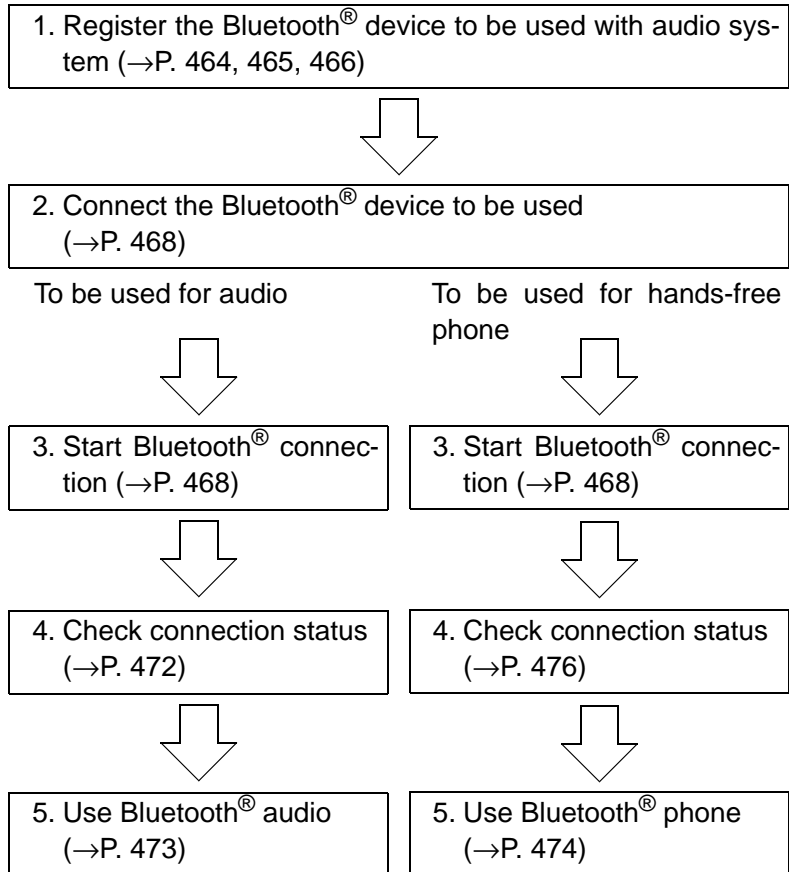 1. Register the Bluetooth® device to be used with audio sys-
tem (→P. 464, 465, 466)
2. Connect the Bluetooth® device to be used
(→P. 468)
To be used for audio
To be used for hands-free
phone
3. Start Bluetooth® connec-
tion (→P. 468)
3. Start Bluetooth® connec-
tion (→P. 468)
4. Check connection status
(→P. 472)
4. Check connection status
(→P. 476)
5. Use Bluetooth® audio
(→P. 473)
5. Use Bluetooth® phone
(→P. 474)